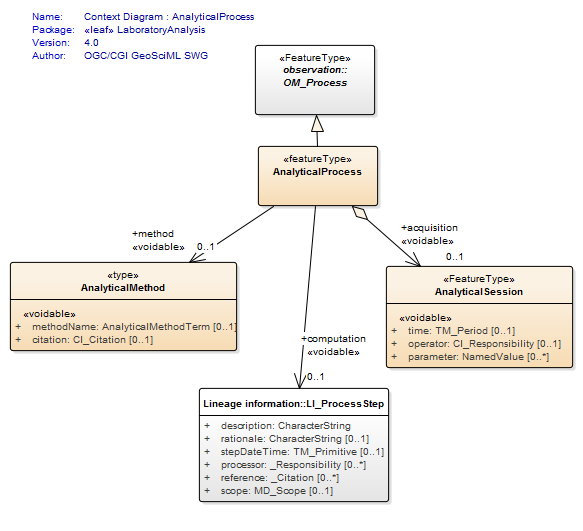 Name: Context Diagram : AnalyticalProcess
Package: «leaf» LaboratoryAnalysis
Version: 4.0
Author: OGC/CGI GeoSciML SWG
«FeatureType»
observation::
OM_Process
«featureType»
AnalyticalProcess
+method
«voidable»
0..1
+acquisition
«voidable»
0..1
«type»
AnalyticalMethod
«voidable»
+ methodName: AnalyticalMethodTerm [0..1]
+ citation: CI_Citation [0..1]
«FeatureType»
AnalyticalSession
«voidable»
+ time: TM_Period [0..1]
+ operator: CI_Responsibility [0..1]
+ parameter: NamedValue [0..*]
+computation
«voidable»
0..1
Lineage information::LI_ProcessStep
+ description: CharacterString
+ rationale: CharacterString [0..1]
+ stepDateTime: TM_Primitive [0..1]
+ processor: _Responsibility [0..*]
+ reference: _Citation [0..*]
+ scope: MD_Scope [0..1]